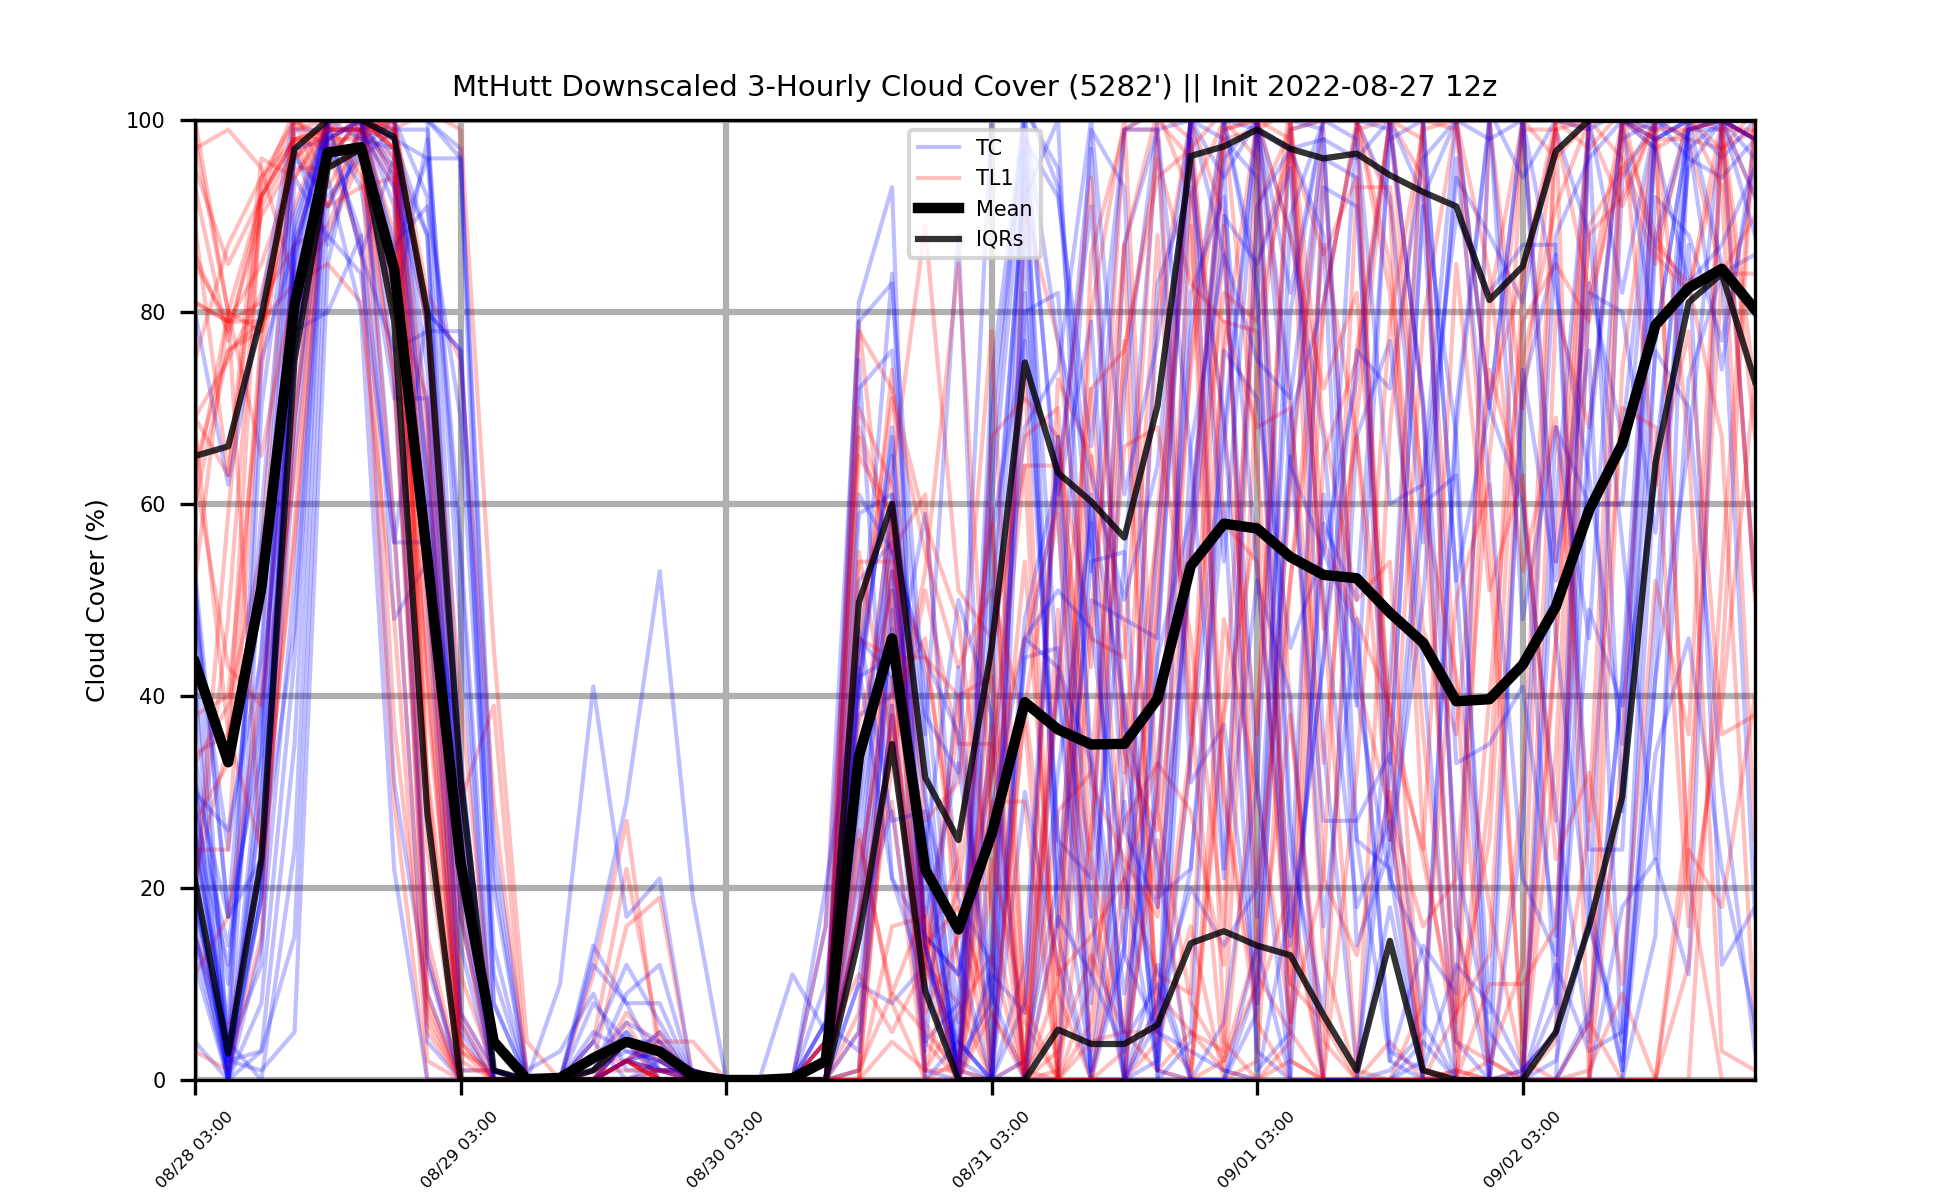 MtHutt Downscaled 3-Hourly Cloud Cover (5282') || Init 2022-08-27 12z
TC
TL1
Mean
IQRs
Cloud Cover (%)
100
80
60
40
20
0
08/28 03:00
08/29 03:00
08/30 03:00
08/31 03:00
09/01 03:00
09/02 03:00